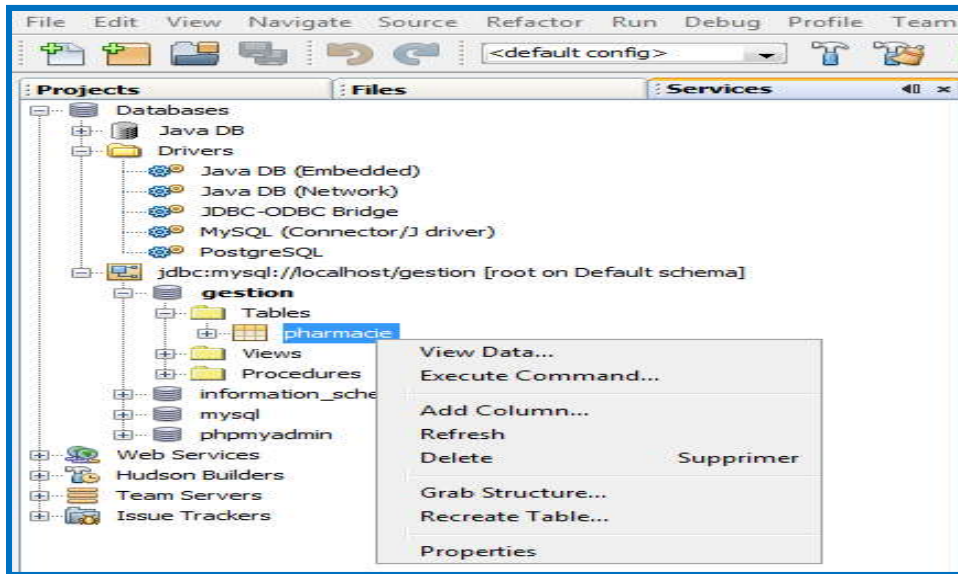 File Edit View Navigate Source Refactor Run Debug Profile Team
<default config>
Projects Files Services
Databases
Java DB
Drivers
Java DB (Embedded)
Java DB (Network)
JDBC-ODBC Bridge
MySQL (Connector/J driver)
PostgreSQL
jdbc:mysql://localhost/gestion [root on Default schema]
gestion
Tables
pharmacie
Views
Procedures
information_sche
mysql
phpmyadmin
Web Services
Hudson Builders
Team Servers
Issue Trackers
View Data...
Execute Command...
Add Column...
Refresh
Delete Supprimer
Grab Structure...
Recreate Table...
Properties